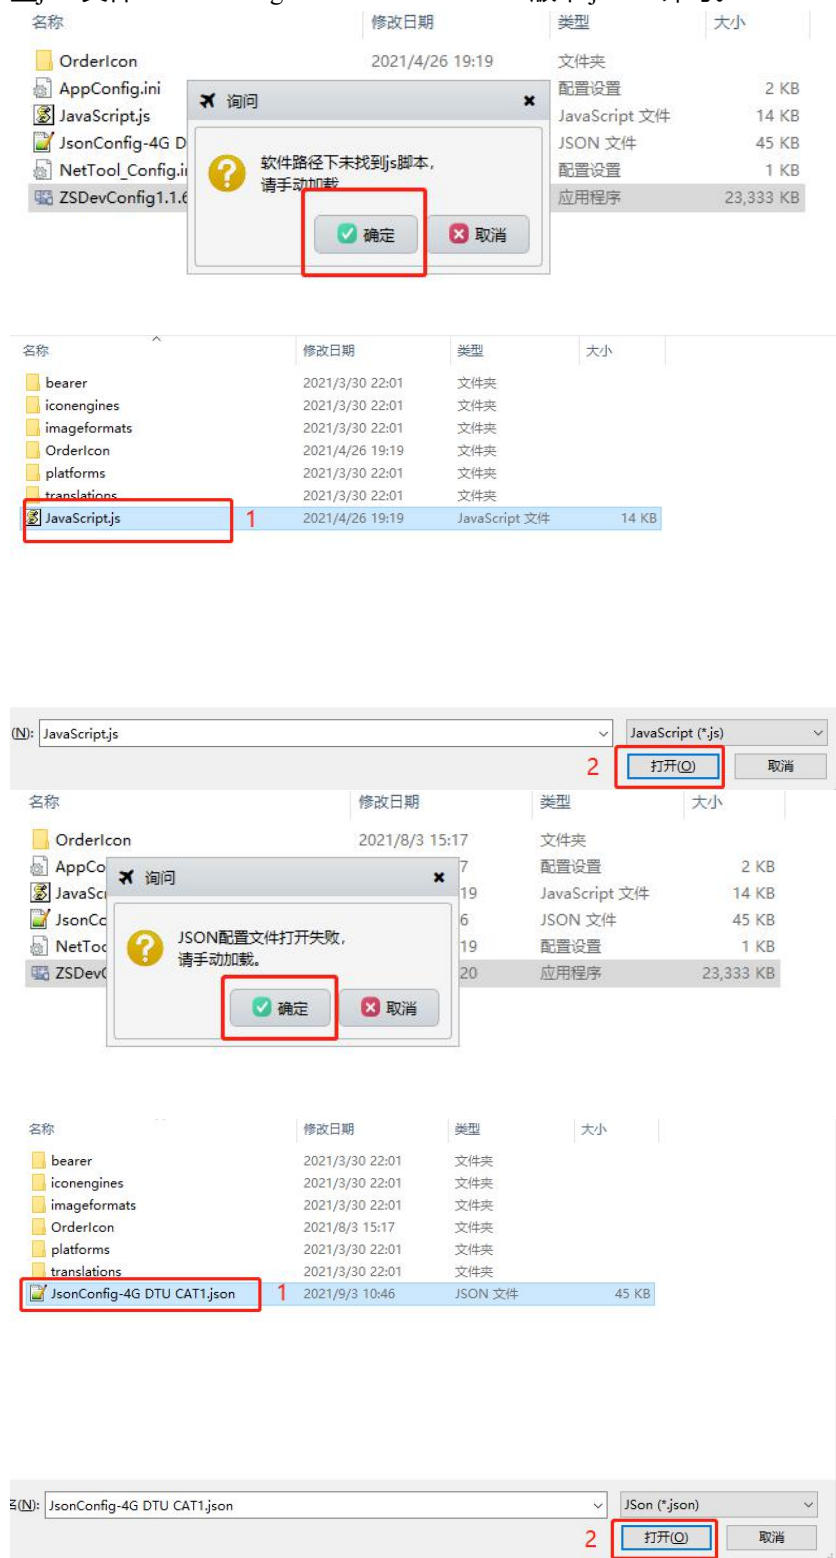 名称 修改日期 类型 大小
OrderIcon 2021/4/26 19:19 文件夹
AppConfig.ini 配置设置 2 KB
询问
JavaScript.js JavaScript 文件 14 KB
JsonConfig-4G D JSON 文件 45 KB
软件路径下未找到js脚本,
NetTool_Config.i 配置设置 1 KB
请手动加载
ZSDevConfig1.1.6 应用程序 23,333 KB
确定 取消
名称 修改日期 类型 大小
bearer 2021/3/30 22:01 文件夹
iconengines 2021/3/30 22:01 文件夹
imageformats 2021/3/30 22:01 文件夹
OrderIcon 2021/4/26 19:19 文件夹
platforms 2021/3/30 22:01 文件夹
translations 2021/3/30 22:01 文件夹
JavaScript.js 1 2021/4/26 19:19 JavaScript 文件 14 KB
(N): JavaScript.js JavaScript (*.js)
2 打开(O) 取消
名称 修改日期 类型 大小
OrderIcon 2021/8/3 15:17 文件夹
AppCo 7 配置设置 2 KB
询问
JavaScr 19 JavaScript 文件 14 KB
JsonCo 6 JSON 文件 45 KB
JSON配置文件打开失败,
NetToo 19 配置设置 1 KB
请手动加载。
ZSDevC 20 应用程序 23,333 KB
确定 取消
名称 修改日期 类型 大小
bearer 2021/3/30 22:01 文件夹
iconengines 2021/3/30 22:01 文件夹
imageformats 2021/3/30 22:01 文件夹
OrderIcon 2021/8/3 15:17 文件夹
platforms 2021/3/30 22:01 文件夹
translations 2021/3/30 22:01 文件夹
JsonConfig-4G DTU CAT1.json 1 2021/9/3 10:46 JSON 文件 45 KB
(N): JsonConfig-4G DTU CAT1.json JSon (*.json)
2 打开(O) 取消